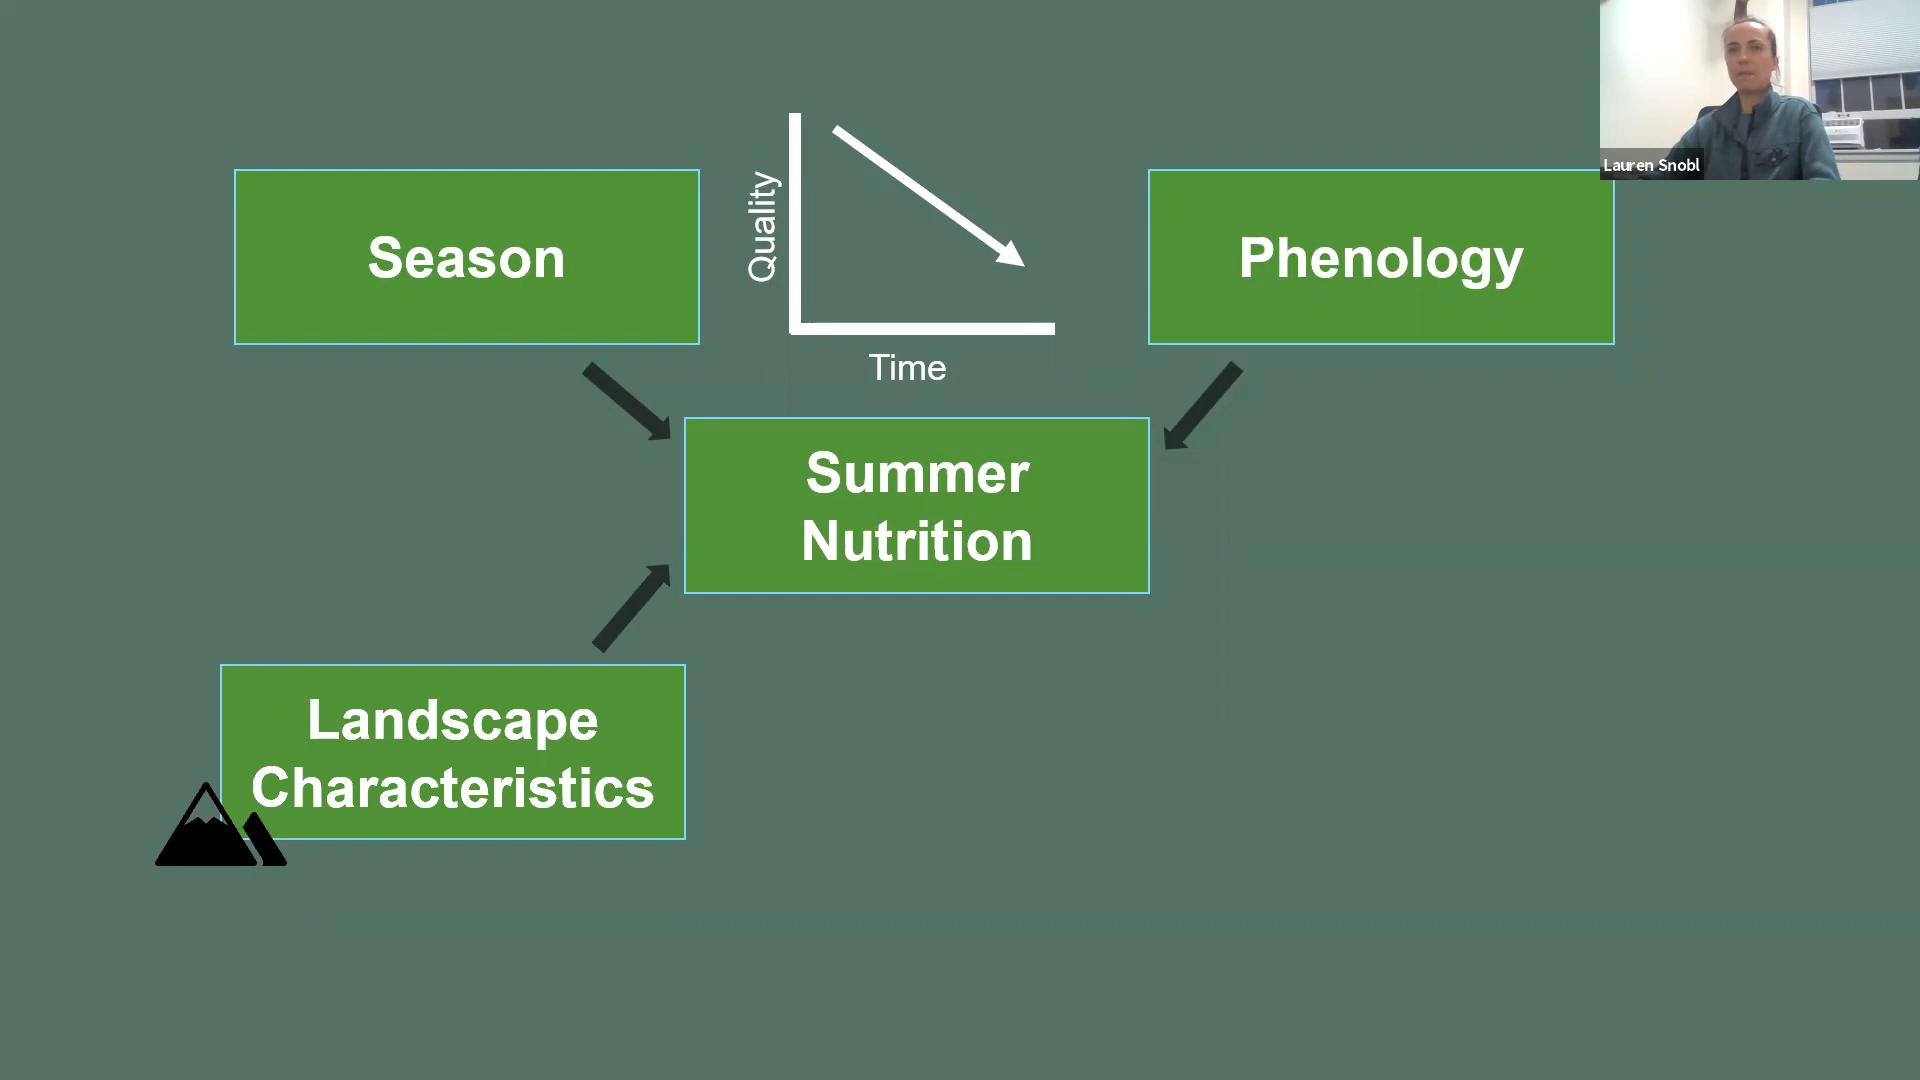 Lauren Snobl
Season
Quality
Time
Phenology
Summer
Nutrition
Landscape
Characteristics